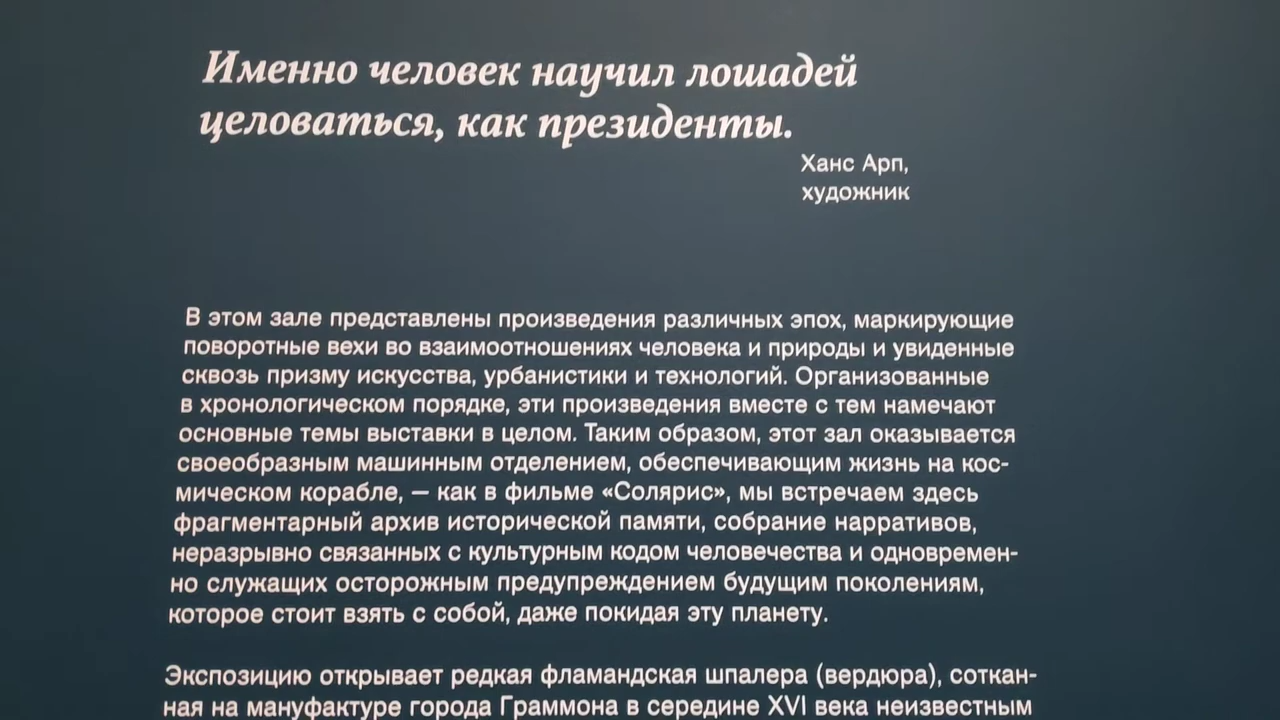 Именно человек научил лошадей
целоваться, как президенты.
Ханс Арп,
художник
В этом зале представлены произведения различных эпох, маркирующие
поворотные вехи во взаимоотношениях человека и природы и увиденные
сквозь призму искусства, урбанистики и технологий. Организованные
в хронологическом порядке, эти произведения вместе с тем намечают
основные темы выставки в целом. Таким образом, этот зал оказывается
своеобразным машинным отделением, обеспечивающим жизнь на кос-
мическом корабле, — как в фильме «Солярис», мы встречаем здесь
фрагментарный архив исторической памяти, собрание нарративов,
неразрывно связанных с культурным кодом человечества и одновремен-
но служащих осторожным предупреждением будущим поколениям,
которое стоит взять с собой, даже покидая эту планету.
Экспозицию открывает редкая фламандская шпалера (вердюра), соткан-
ная на мануфактуре города Граммона в середине XVI века неизвестным